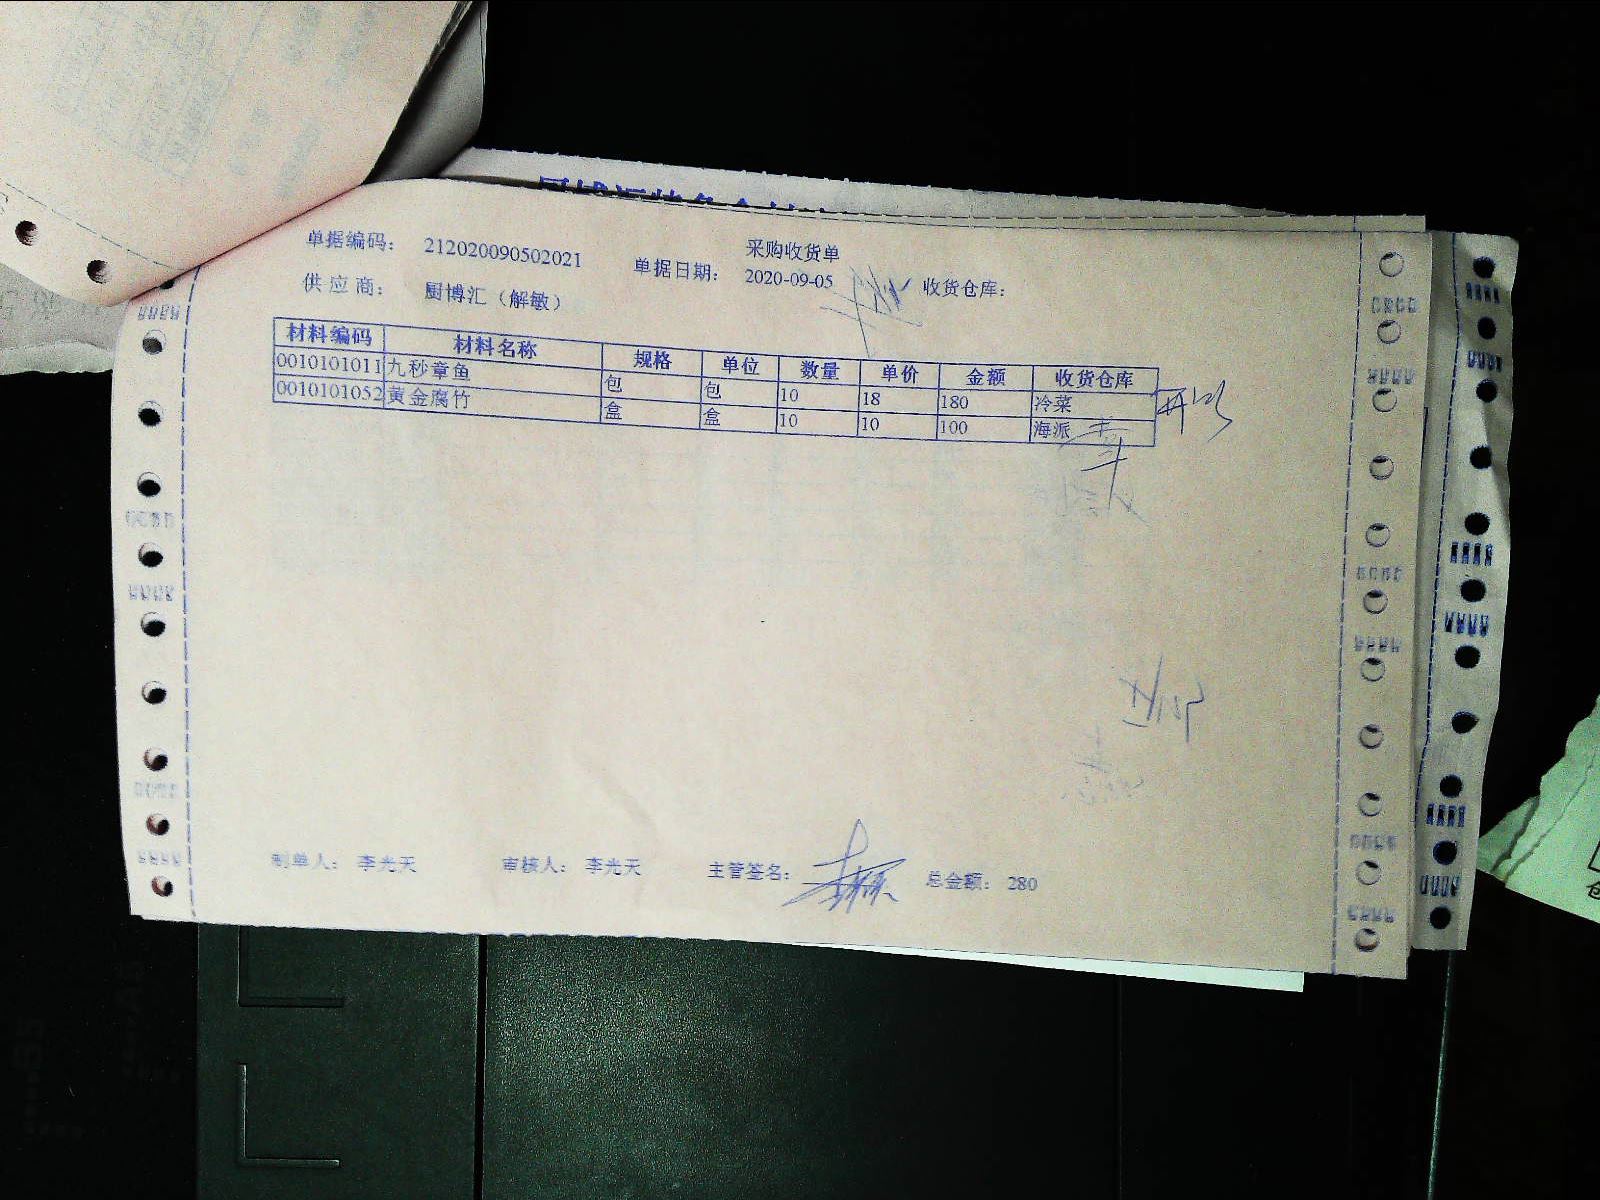 采购收货单
单据编码： 212020090502021 单据日期： 2020-09-05 收货仓库：
供应商： 厨博汇（解敏）
材料编码 材料名称 规格 单位 数量 单价 金额 收货仓库
0010101011 九秒章鱼 包 包 10 18 180 冷菜
0010101052 黄金腐竹 盒 盒 10 10 100 海派
制单人： 李光天 审核人： 李光天 主管签名： 总金额： 280